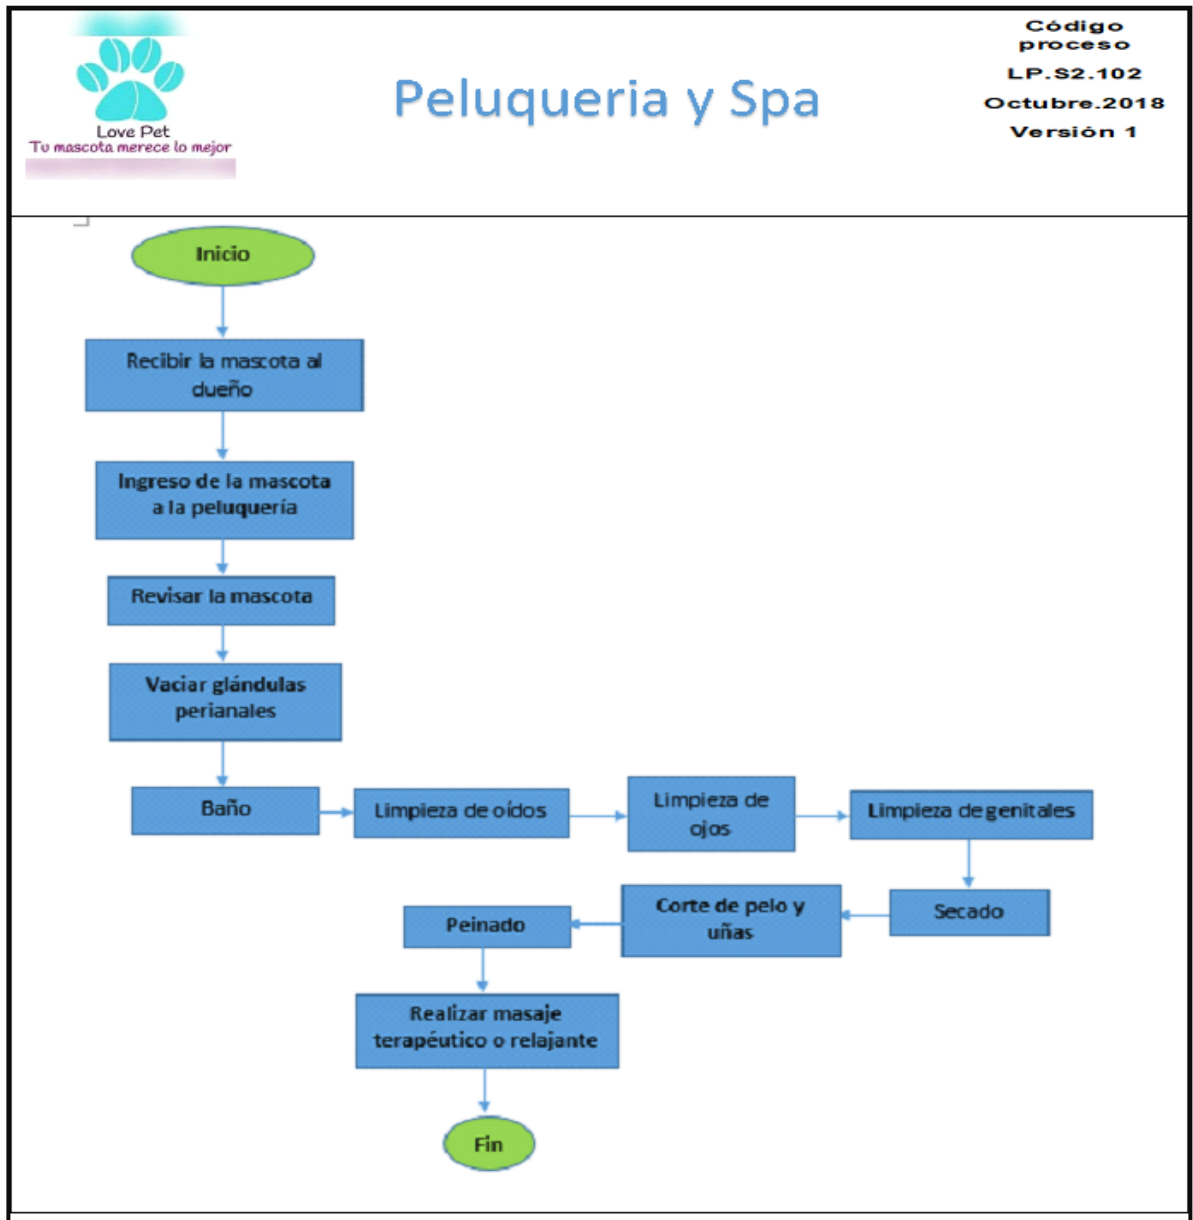 Love Pet
Tu mascota merece lo mejor
Peluqueria y Spa
Código
proceso
LP.S2.102
Octubre.2018
Versión 1
Inicio
Recibir la mascota al
dueño
Ingreso de la mascota
a la peluquería
Revisar la mascota
Vaciar glándulas
perianales
Baño
Limpieza de oídos
Limpieza de
ojos
Limpieza de genitales
Secado
Corte de pelo y
uñas
Peinado
Realizar masaje
terapéutico o relajante
Fin